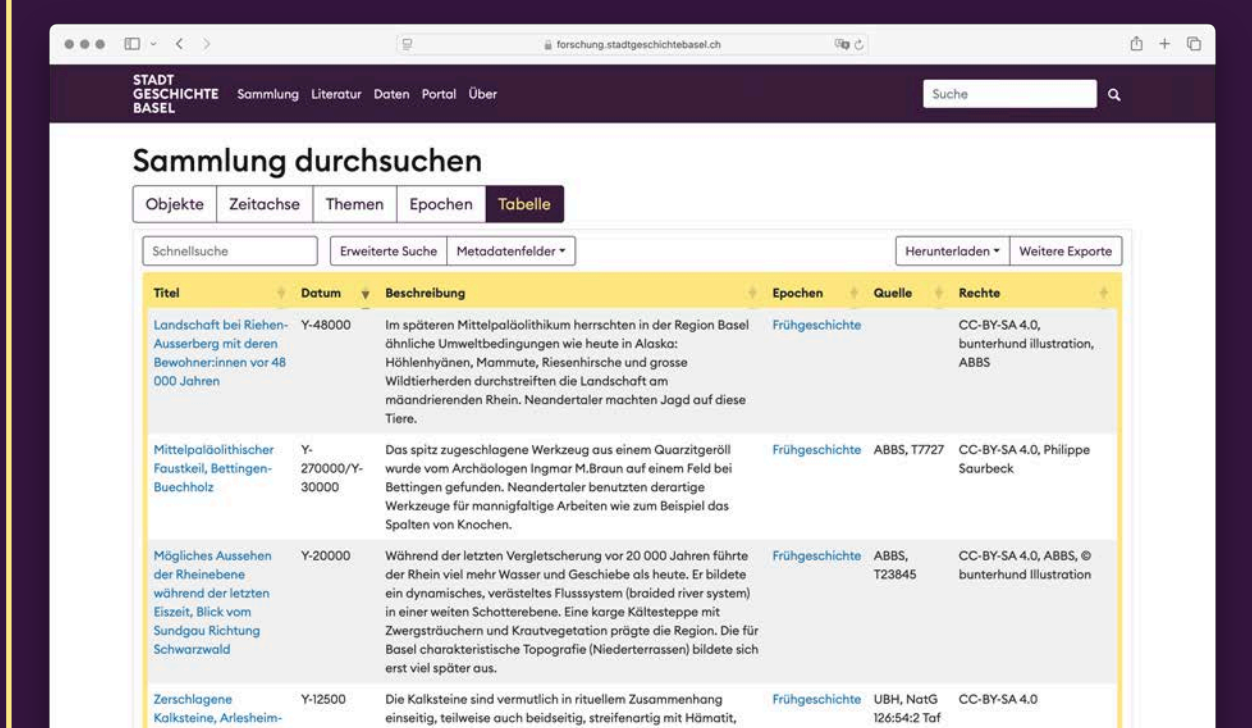 forschung.stadtgeschichtebasel.ch
STADT
GESCHICHTE
BASEL
Sammlung Literatur Daten Portal Über
Suche
Sammlung durchsuchen
Objekte Zeitachse Themen Epochen Tabelle
Schnellsuche Erweiterte Suche Metadatenfelder Herunterladen Weitere Exporte
Titel Datum Beschreibung Epochen Quelle Rechte
Landschaft bei Riehen-
Ausserberg mit deren
Bewohner:innen vor 48
000 Jahren
Y-48000
Im späteren Mittelpaläolithikum herrschten in der Region Basel
ähnliche Umweltbedingungen wie heute in Alaska:
Höhlenhyänen, Mammute, Riesenhirsche und grosse
Wildtierherden durchstreiften die Landschaft am
mäandrierenden Rhein. Neandertaler machten Jagd auf diese
Tiere.
Frühgeschichte
CC-BY-SA 4.0,
bunterhund illustration,
ABBS
Mittelpaläolithischer
Faustkeil, Bettingen-
Buechholz
Y-
270000/Y-
30000
Das spitz zugeschlagene Werkzeug aus einem Quarzitgeröll
wurde vom Archäologen Ingmar M.Braun auf einem Feld bei
Bettingen gefunden. Neandertaler benutzten derartige
Werkzeuge für mannigfaltige Arbeiten wie zum Beispiel das
Spalten von Knochen.
Frühgeschichte
ABBS, T7727
CC-BY-SA 4.0, Philippe
Saurbeck
Mögliches Aussehen
der Rheinebene
während der letzten
Eiszeit, Blick vom
Sundgau Richtung
Schwarzwald
Y-20000
Während der letzten Vergletscherung vor 20 000 Jahren führte
der Rhein viel mehr Wasser und Geschiebe als heute. Er bildete
ein dynamisches, verästeltes Flusssystem (braided river system)
in einer weiten Schotterebene. Eine karge Kältesteppe mit
Zwergsträuchern und Krautvegetation prägte die Region. Die für
Basel charakteristische Topografie (Niederterrassen) bildete sich
erst viel später aus.
Frühgeschichte
ABBS,
T23845
CC-BY-SA 4.0, ABBS, ©
bunterhund Illustration
Zerschlagene
Kalksteine, Arlesheim-
Y-12500
Die Kalksteine sind vermutlich in rituellem Zusammenhang
einseitig, teilweise auch beidseitig, streifenartig mit Hämatit,
Frühgeschichte
UBH, NatG
126:54:2 Taf
CC-BY-SA 4.0